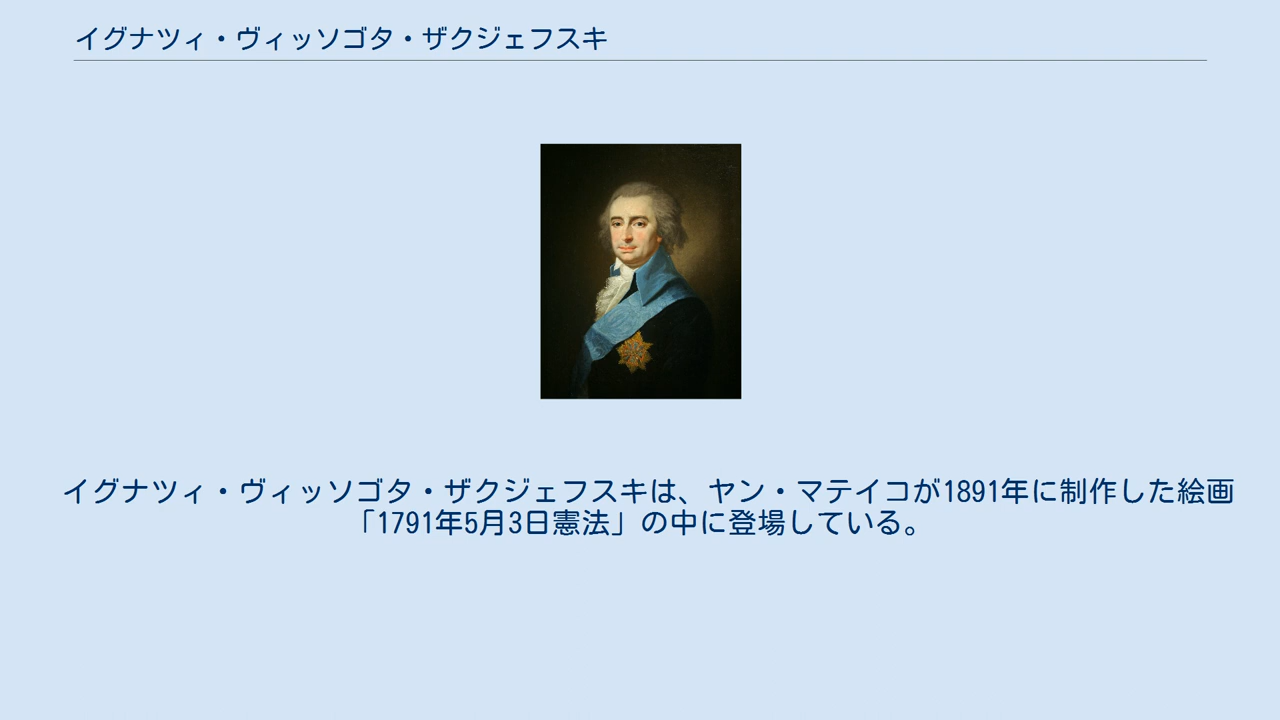 イグナツィ・ヴィッソゴタ・ザクジェフスキ
イグナツィ・ヴィッソゴタ・ザクジェフスキは、ヤン・マテイコが1891年に制作した絵画
「1791年5月3日憲法」の中に登場している。